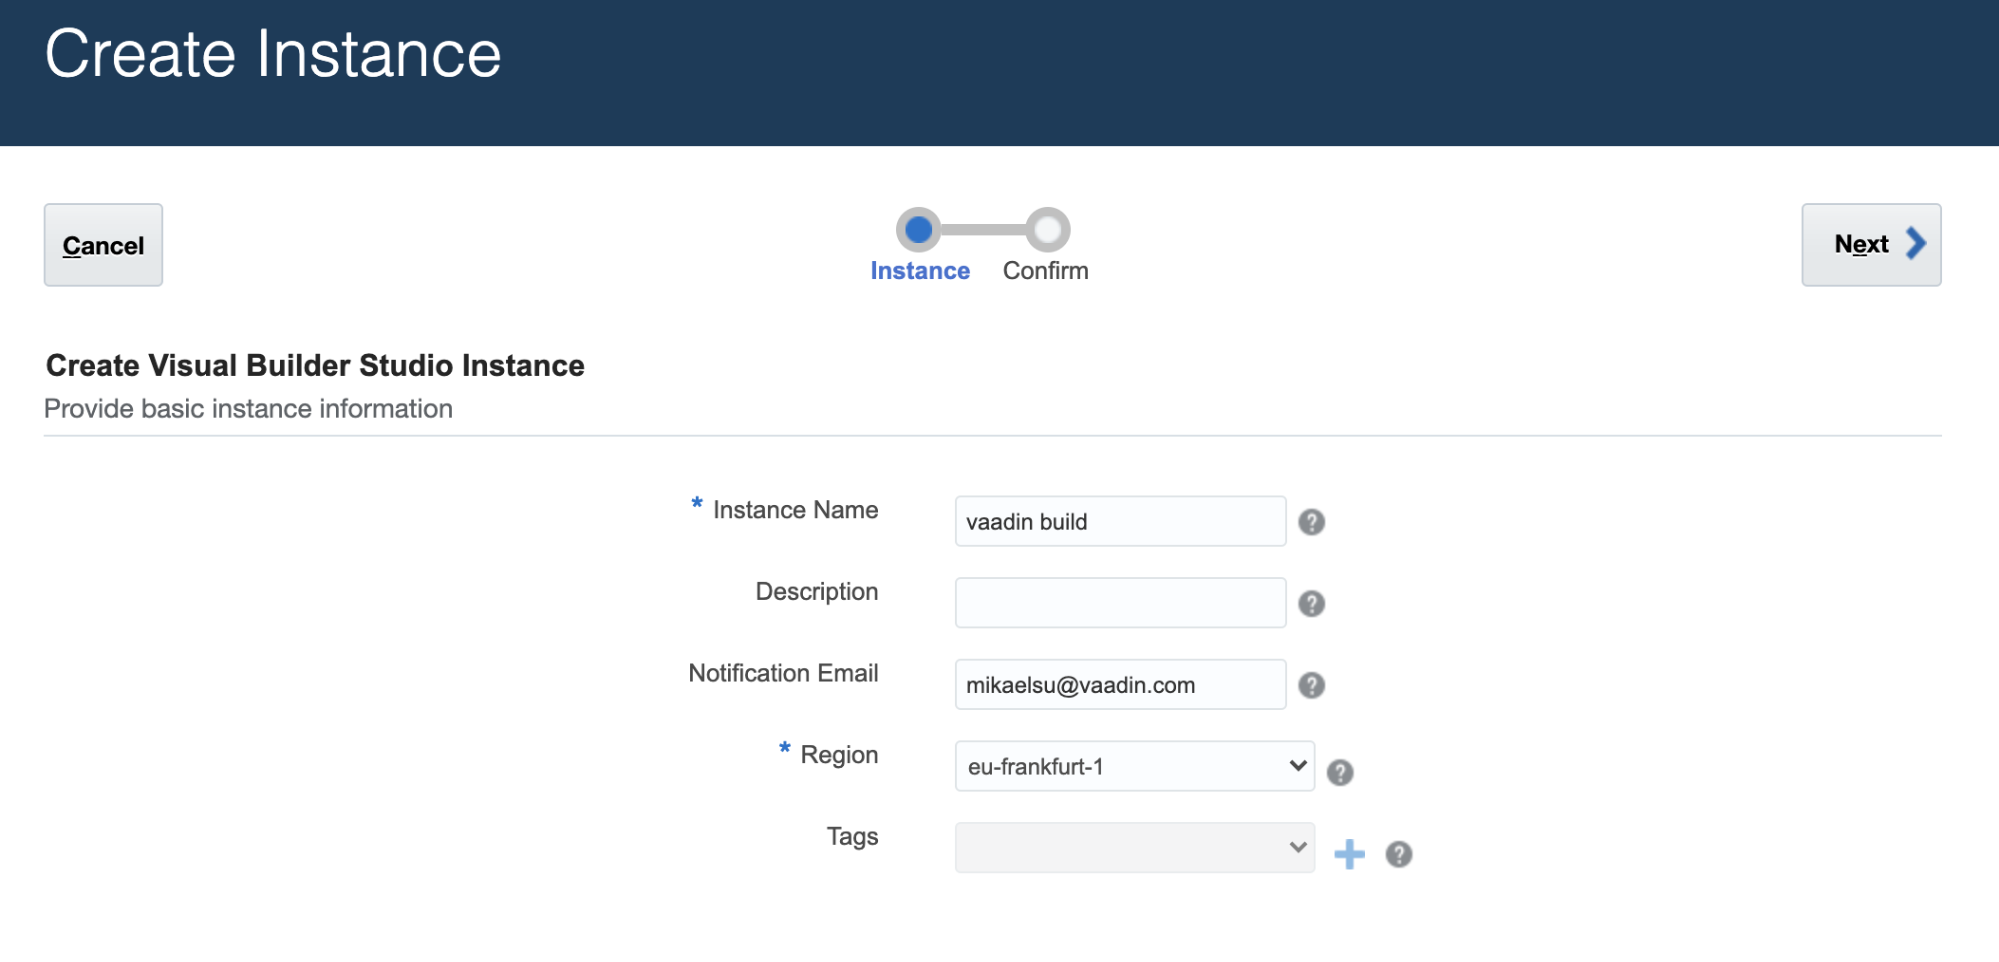 Create Instance
Cancel
Instance
Confirm
Next
Create Visual Builder Studio Instance
Provide basic instance information
* Instance Name
vaadin build
?
Description
?
Notification Email
mikaelsu@vaadin.com
?
* Region
eu-frankfurt-1
?
Tags
?